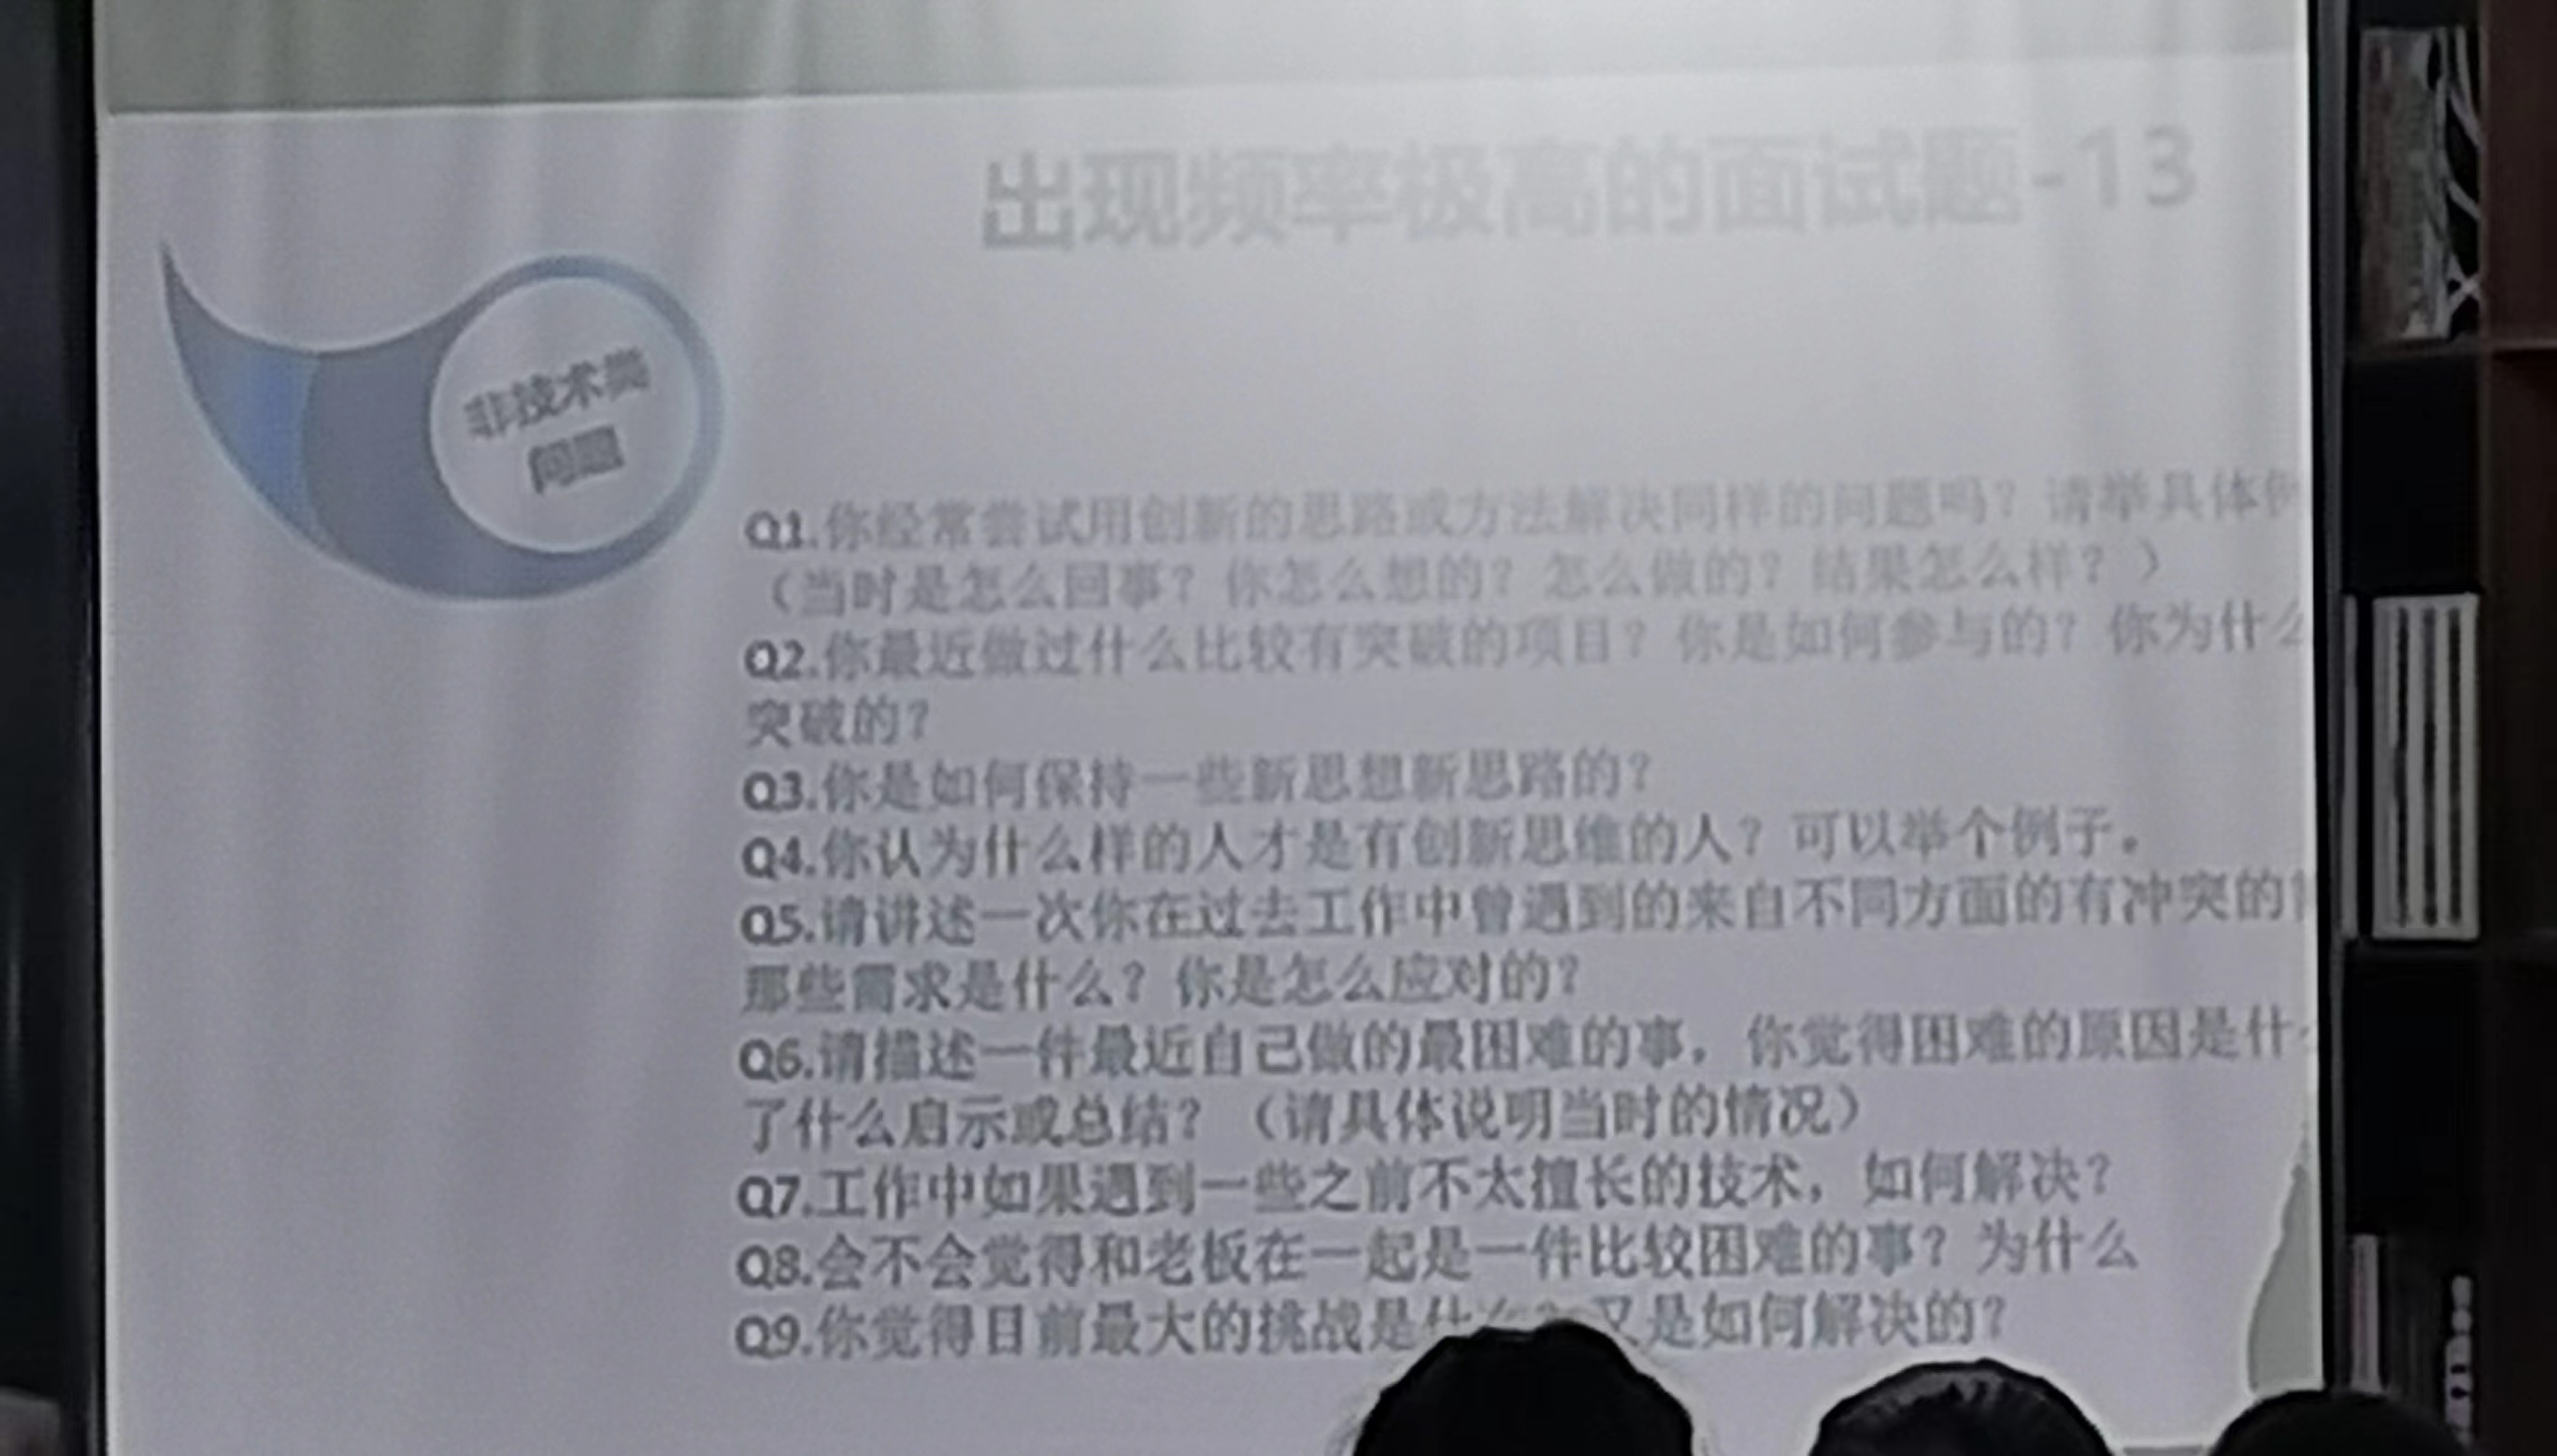 出现频率极高的面试题-13
非技术类
问题
Q1.你经常尝试用创新的思路或方法解决同样的问题吗？请举具体例
（当时是怎么回事？你怎么想的？怎么做的？结果怎么样？）
Q2.你最近做过什么比较有突破的项目？你是如何参与的？你为什么
突破的？
Q3.你是如何保持一些新思想新思路的？
Q4.你认为什么样的人才是有创新思维的人？可以举个例子。
Q5.请讲述一次你在过去工作中曾遇到的来自不同方面的有冲突的
那些需求是什么？你是怎么应对的？
Q6.请描述一件最近自己做的最困难的事，你觉得困难的原因是什
了什么启示或总结？（请具体说明当时的情况）
Q7.工作中如果遇到一些之前不太擅长的技术，如何解决？
Q8.会不会觉得和老板在一起是一件比较困难的事？为什么
Q9.你觉得目前最大的挑战是什么？又是如何解决的？